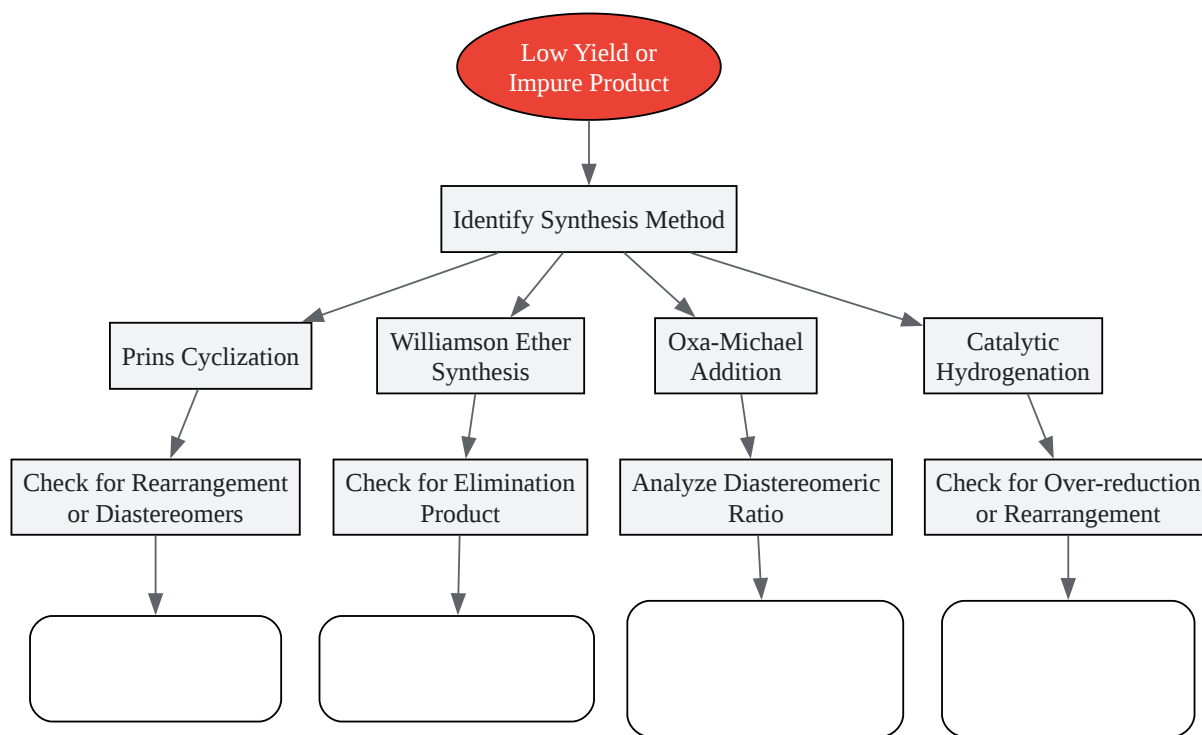 Low Yield or
Impure Product
Identify Synthesis Method
Prins Cyclization
Williamson Ether
Synthesis
Oxa-Michael
Addition
Catalytic
Hydrogenation
Check for Rearrangement
or Diastereomers
Check for Elimination
Product
Analyze Diastereomeric
Ratio
Check for Over-reduction
or Rearrangement